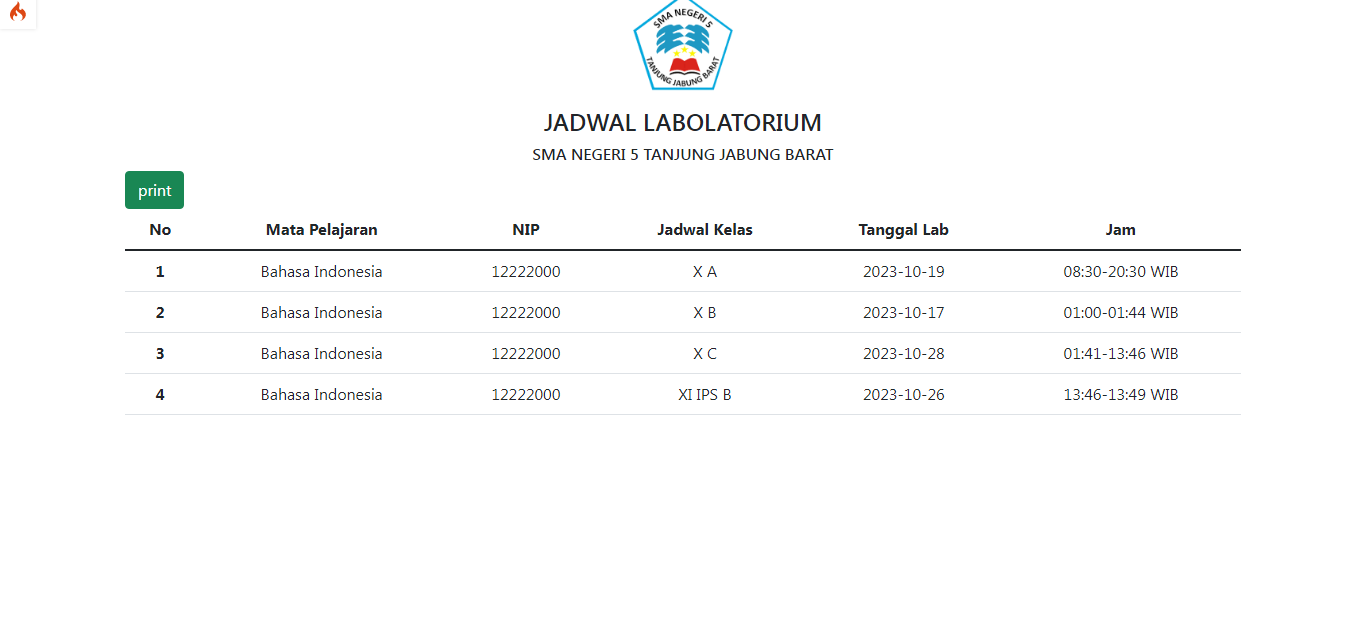 SMA NEGERI 5
TANJUNG JABUNG BARAT
JADWAL LABOLATORIUM
SMA NEGERI 5 TANJUNG JABUNG BARAT
print
No Mata Pelajaran NIP Jadwal Kelas Tanggal Lab Jam
1 Bahasa Indonesia 12222000 X A 2023-10-19 08:30-20:30 WIB
2 Bahasa Indonesia 12222000 X B 2023-10-17 01:00-01:44 WIB
3 Bahasa Indonesia 12222000 X C 2023-10-28 01:41-13:46 WIB
4 Bahasa Indonesia 12222000 XI IPS B 2023-10-26 13:46-13:49 WIB